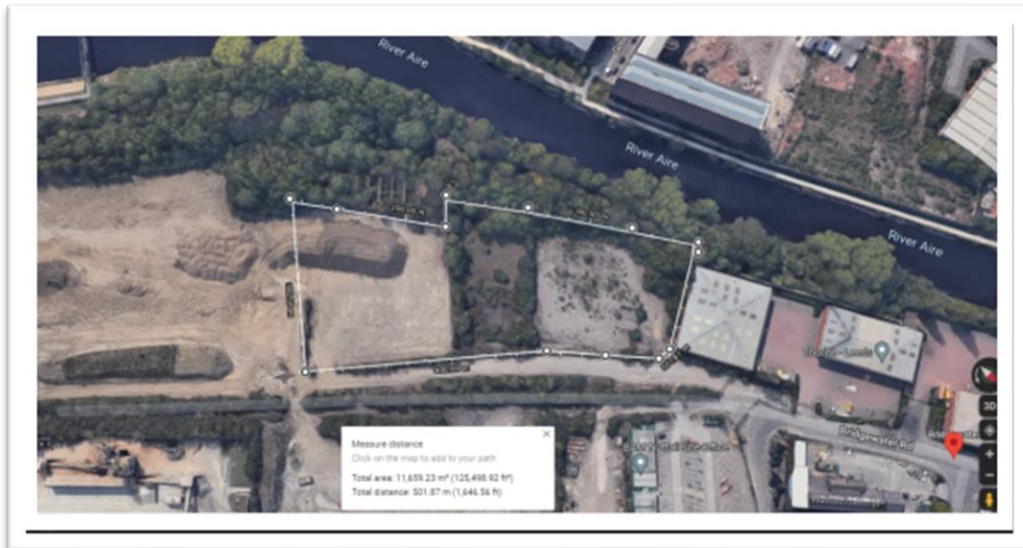 River Aire
River Aire
River Aire
Thorite - Leeds
Bridgewater Rd
3D
Measure distance
Click on the map to add to your path
Total area: 11,659.23 m² (125,498.92 ft²)
Total distance: 501.87 m (1,646.56 ft)